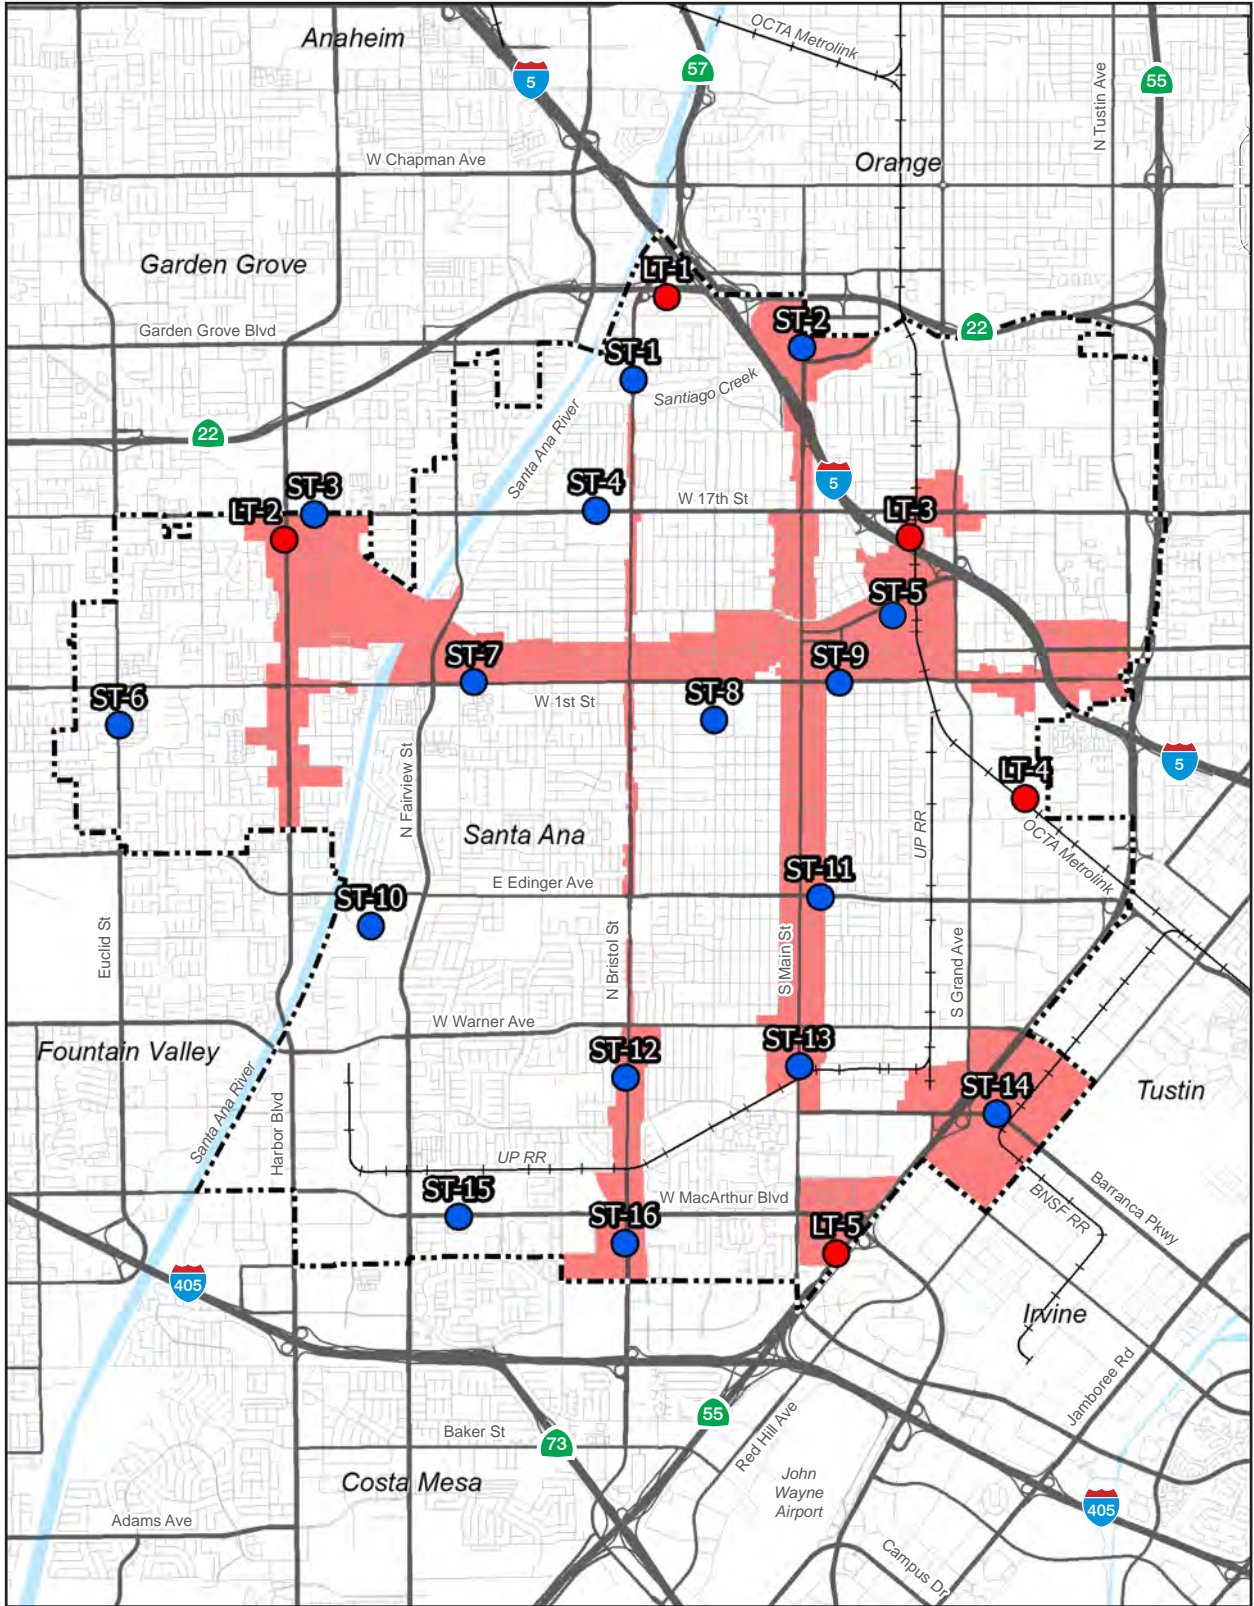 Anaheim
OCTA Metrolink
57
5
55
N Tustin Ave
W Chapman Ave
Orange
Garden Grove
LT-1
Garden Grove Blvd
ST-2
22
ST-1
Santiago Creek
22
Santa Ana River
5
ST-3
ST-4
W 17th St
LT-2
LT-3
ST-5
ST-7
ST-9
ST-6
W 1st St
ST-8
N Fairview St
5
LT-4
Santa Ana
UP RR
OCTA Metrolink
E Edinger Ave
ST-11
ST-10
Euclid St
N Bristol St
S Main St
S Grand Ave
W Warner Ave
Fountain Valley
ST-12
ST-13
ST-14
Tustin
Santa Ana River
Harbor Blvd
UP RR
ST-15
W MacArthur Blvd
BNSF RR
Barranca Pkwy
ST-16
LT-5
405
Irvine
Jamboree Rd
55
Red Hill Ave
Baker St
73
Costa Mesa
John
Wayne
Airport
405
Adams Ave
Campus Dr